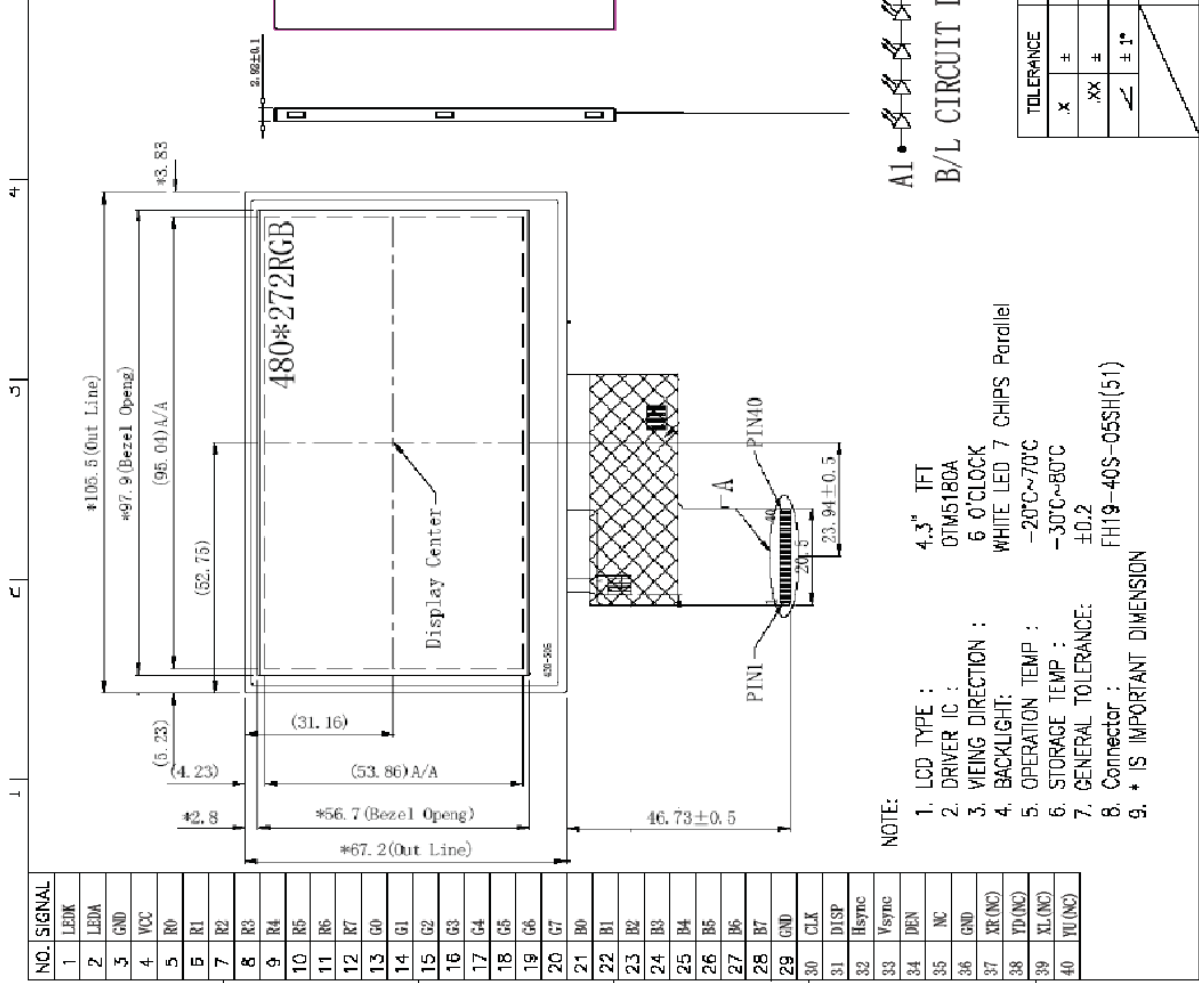 1
2
3
4
2.92±0.1
*3.83
*105.5(Out Line)
*97.9(Bezel Openg)
(95.04)A/A
(52.75)
480*272RGB
Display Center
(5.23)
(4.23)
*2.8
(31.16)
(53.86)A/A
*56.7(Bezel Openg)
*67.2(Out Line)
46.73±0.5
A
PIN1
PIN40
40
20.5
23.94±0.5
A1
B/L CIRCUIT
TOLERANCE
.X ±
.XX ±
∠ ±1°
NOTE:
1. LCD TYPE : 4.3" TFT
2. DRIVER IC : OTM5180A
3. VIEING DIRECTION : 6 O'CLOCK
4. BACKLIGHT: WHITE LED 7 CHIPS Parallel
5. OPERATION TEMP : -20°C~70°C
6. STORAGE TEMP : -30°C~80°C
7. GENERAL TOLERANCE: ±0.2
8. Connector : FH19-40S-05SH(51)
9. * IS IMPORTANT DIMENSION
NO. SIGNAL
1 LEDK
2 LEDA
3 GND
4 VCC
5 R0
6 R1
7 R2
8 R3
9 R4
10 R5
11 R6
12 R7
13 G0
14 G1
15 G2
16 G3
17 G4
18 G5
19 G6
20 G7
21 B0
22 B1
23 B2
24 B3
25 B4
26 B5
27 B6
28 B7
29 GND
30 CLK
31 DISP
32 Hsync
33 Vsync
34 DEN
35 NC
36 GND
37 XR(NC)
38 YD(NC)
39 XL(NC)
40 YU(NC)